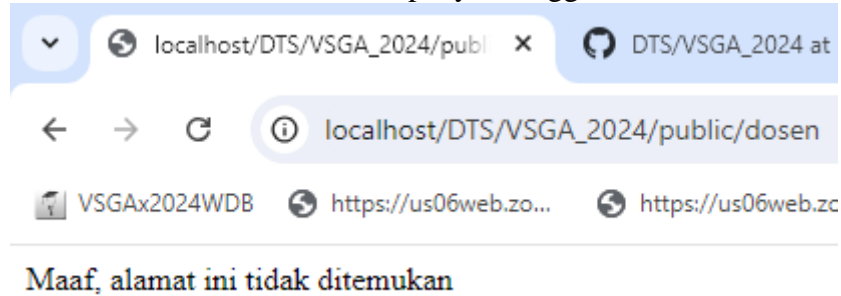 localhost/DTS/VSGA_2024/publ
DTS/VSGA_2024 at
localhost/DTS/VSGA_2024/public/dosen
VSGAx2024WDB https://us06web.zo... https://us06web.zo
Maaf, alamat ini tidak ditemukan